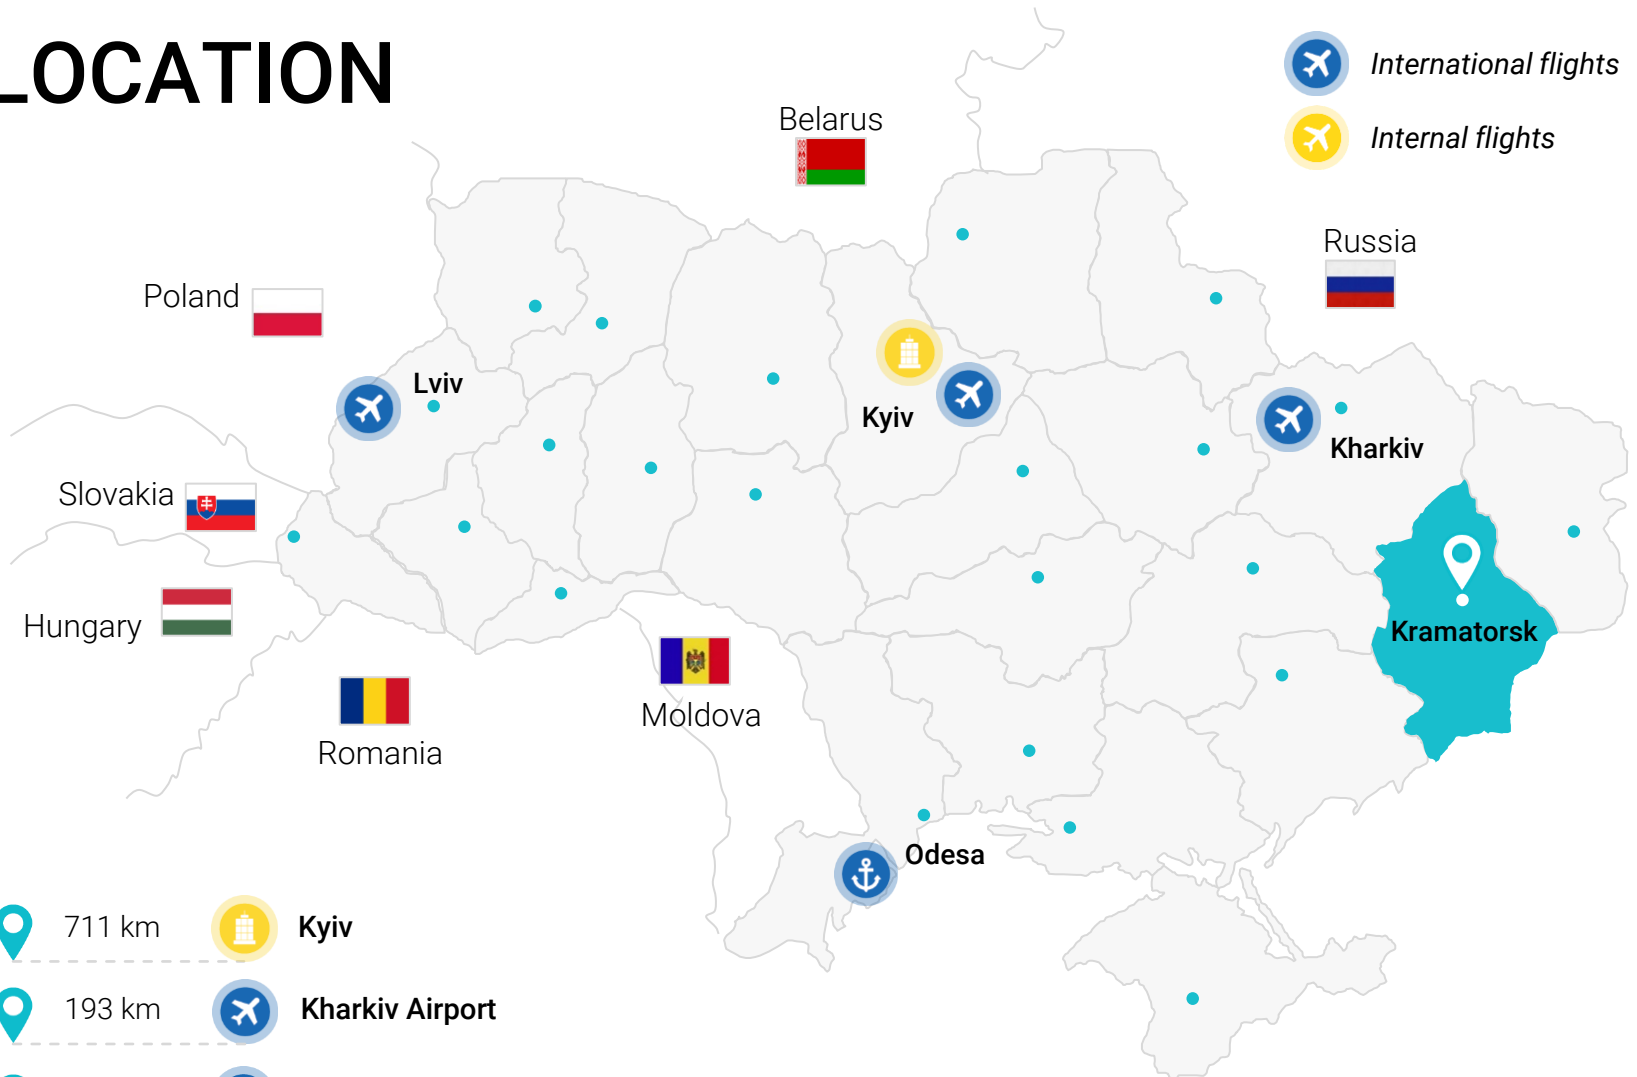 LOCATION
International flights
Internal flights
Belarus
Russia
Poland
Lviv
Kyiv
Kharkiv
Slovakia
Hungary
Kramatorsk
Moldova
Romania
Odesa
711 km Kyiv
193 km Kharkiv Airport